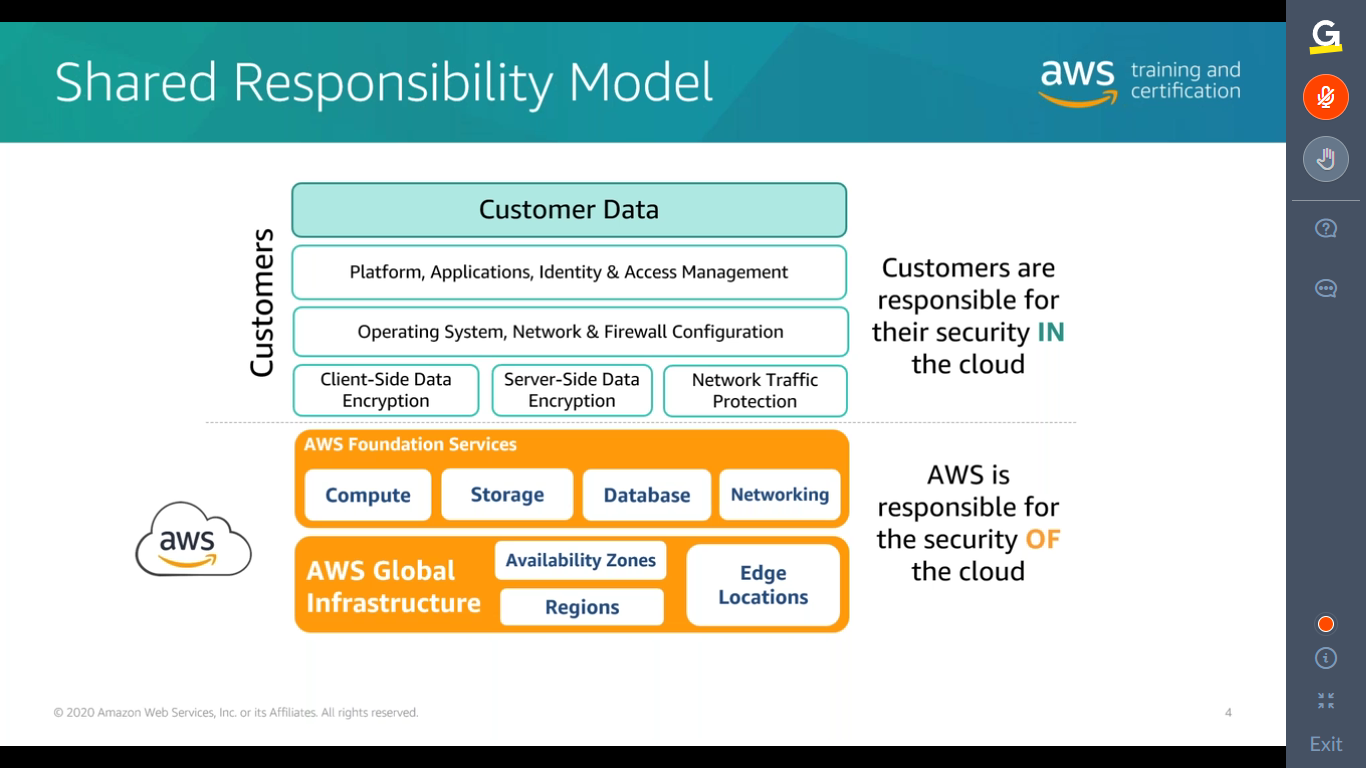 Shared Responsibility Model
aws training and
certification
Customers
Customer Data
Platform, Applications, Identity & Access Management
Operating System, Network & Firewall Configuration
Client-Side Data
Encryption
Server-Side Data
Encryption
Network Traffic
Protection
Customers are
responsible for
their security IN
the cloud
AWS Foundation Services
Compute
Storage
Database
Networking
aws
AWS Global
Infrastructure
Availability Zones
Regions
Edge
Locations
AWS is
responsible for
the security OF
the cloud
© 2020 Amazon Web Services, Inc. or its Affiliates. All rights reserved.
4
G
Exit